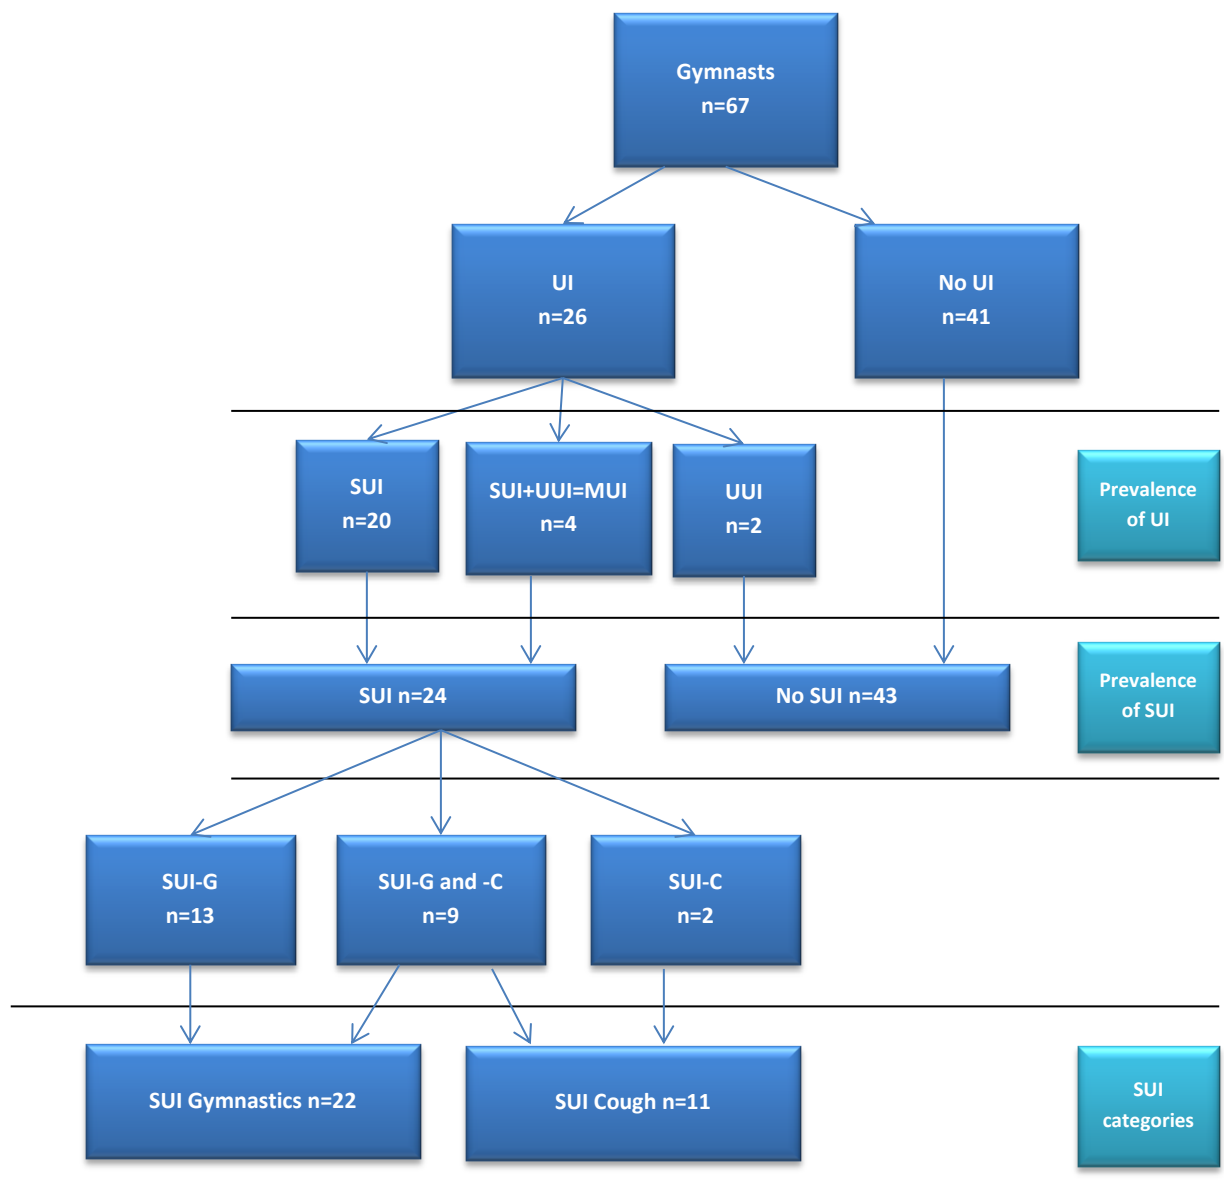 Gymnasts
n=67
UI
n=26
No UI
n=41
SUI
n=20
SUI+UUI=MUI
n=4
UUI
n=2
Prevalence
of UI
SUI n=24
No SUI n=43
Prevalence
of SUI
SUI-G
n=13
SUI-G and -C
n=9
SUI-C
n=2
SUI Gymnastics n=22
SUI Cough n=11
SUI
categories